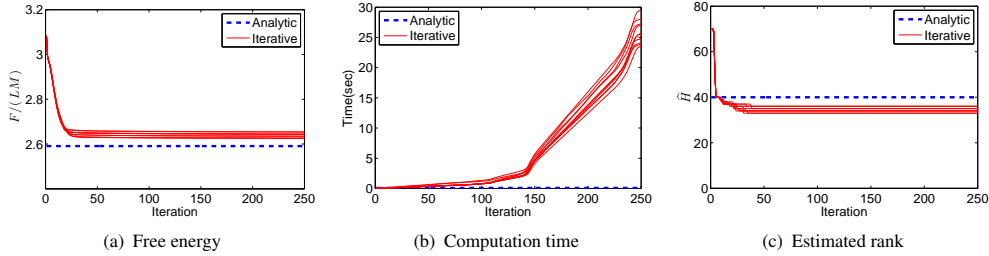 3.2
3
2.8
2.6
F/(LM)
0 50 100 150 200 250
Iteration
Analytic
Iterative
(a) Free energy
30
25
20
15
10
5
0
Time(sec)
0 50 100 150 200 250
Iteration
Analytic
Iterative
(b) Computation time
80
60
40
20
0
Ĥ
0 50 100 150 200 250
Iteration
Analytic
Iterative
(c) Estimated rank